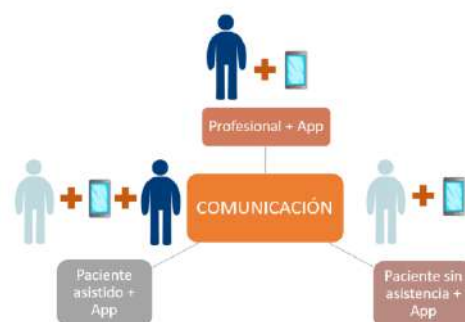 Profesional + App
COMUNICACIÓN
Paciente
asistido +
App
Paciente sin
asistencia +
App